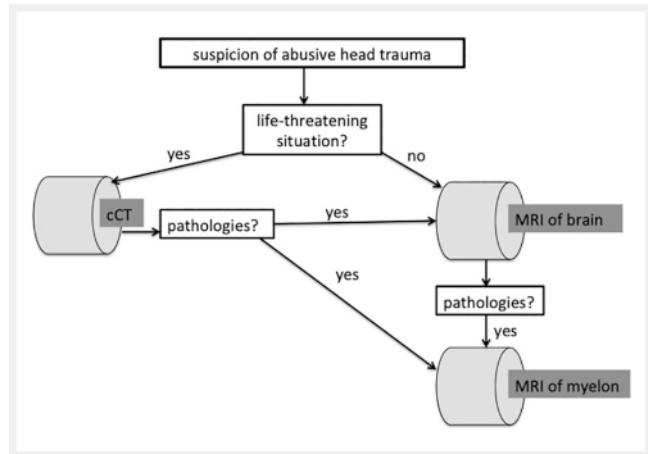 suspicion of abusive head trauma
life-threatening
situation?
yes
no
cCT
pathologies?
yes
MRI of brain
yes
pathologies?
yes
MRI of myelon